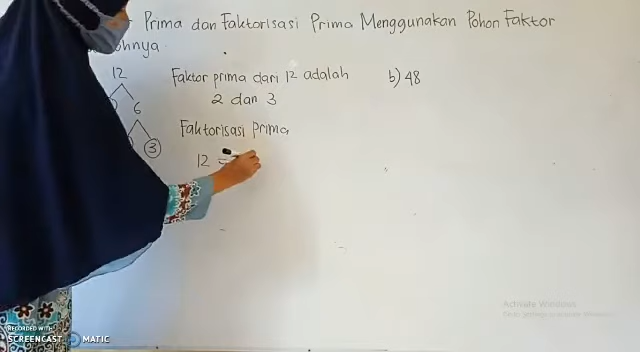 Prima dan Faktorisasi Prima Menggunakan Pohon Faktor
12
Faktor prima dari 12 adalah
b) 48
2 dan 3
6
Faktorisasi prima
3
12 =
Activate Windows
RECORDED WITH
SCREENCAST MATIC